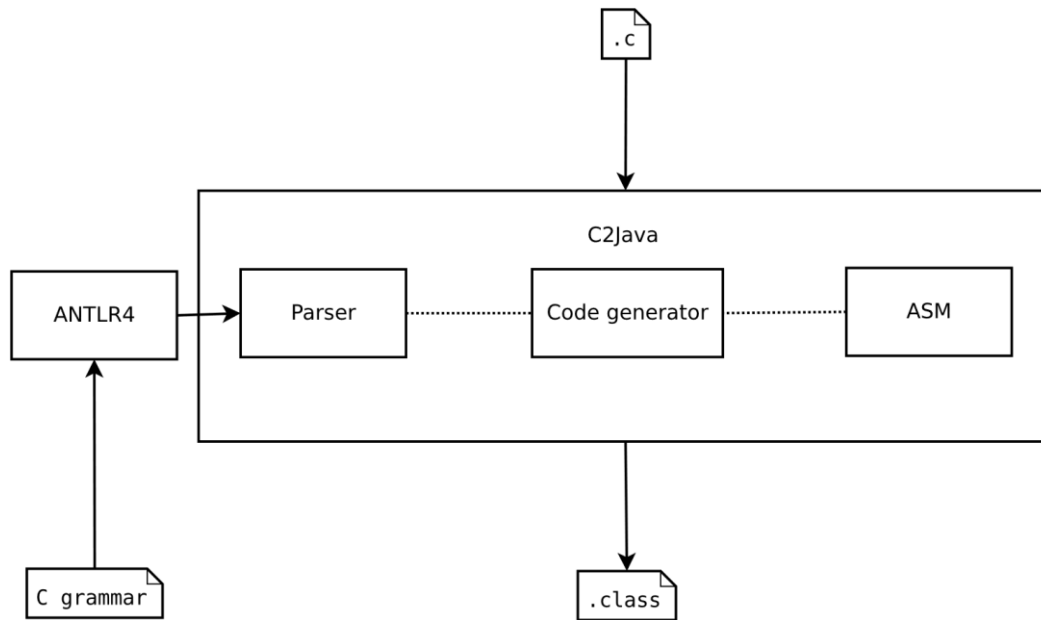 .c
C2Java
ANTLR4
Parser
Code generator
ASM
C grammar
.class